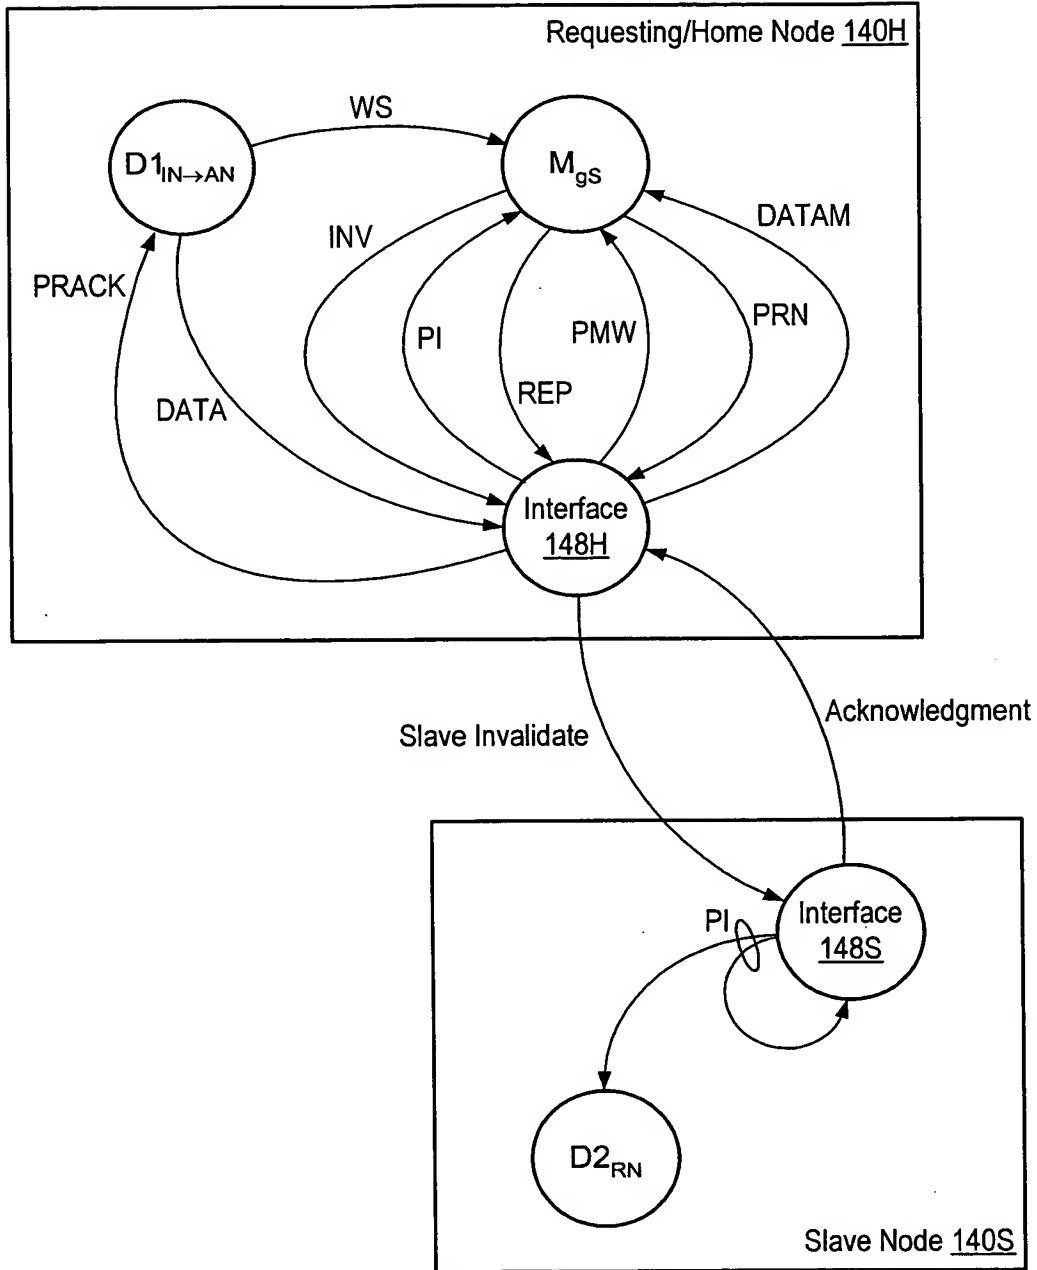 Requesting/Home Node 140H
WS
D1IN→AN
MgS
DATAM
INV
PRACK
PI
PMW
PRN
REP
DATA
Interface
148H
Slave Invalidate
Acknowledgment
PI
Interface
148S
D2RN
Slave Node 140S